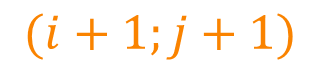 (i + 1; j + 1)